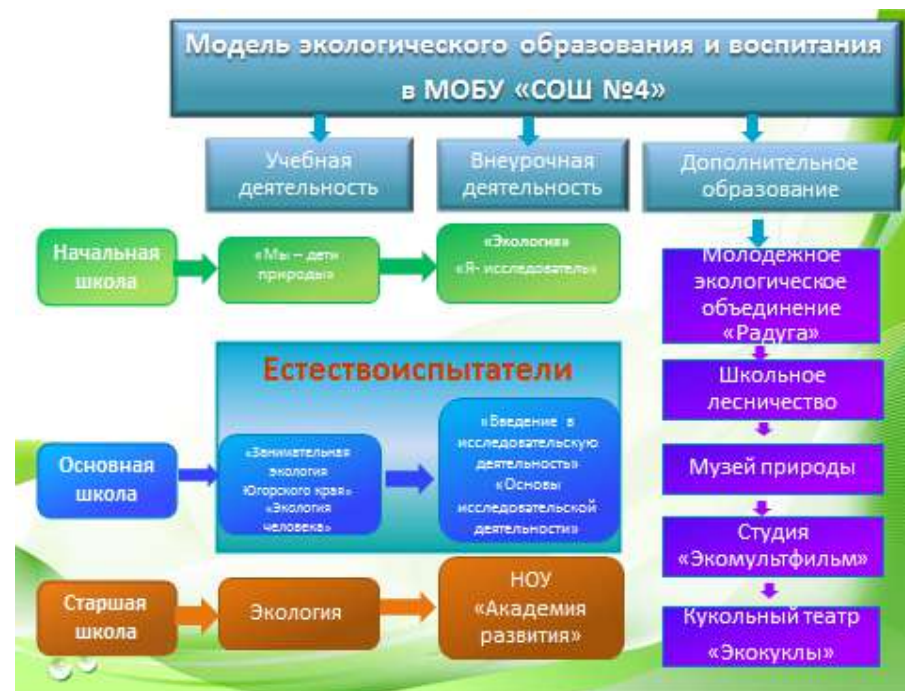 Модель экологического образования и воспитания
в МОБУ «СОШ №4»
Учебная
деятельность
Внеурочная
деятельность
Дополнительное
образование
Начальная
школа
«Мы – дети
природы»
«Экология»
«Я- исследователь»
Молодежное
экологическое
объединение
«Радуга»
Школьное
лесничество
Естествоиспытатели
Основная
школа
«Занимательная
экология
Югорского края»
«Экология
человека»
«Введение в
исследовательскую
деятельность»
«Основы
исследовательской
деятельности»
Музей природы
Студия
«Экомультфильм»
Старшая
школа
Экология
НОУ
«Академия
развития»
Кукольный театр
«Экокуклы»